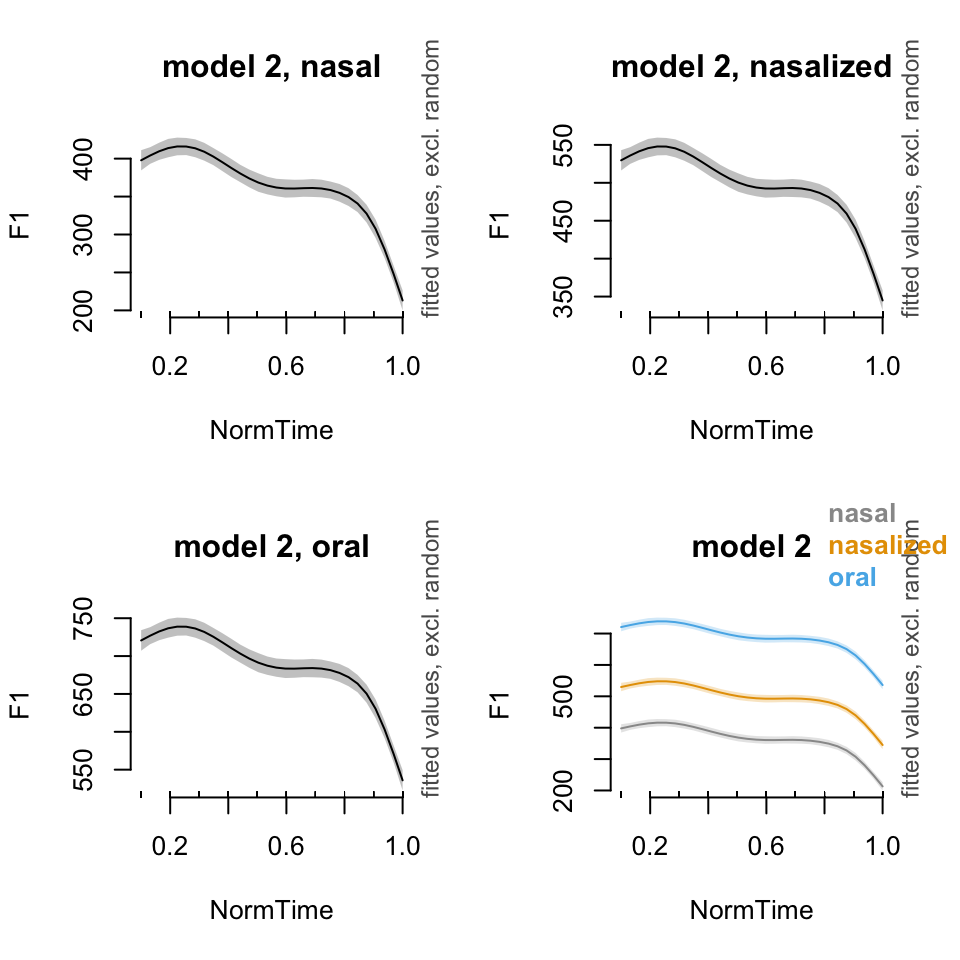 model 2, nasal
F1
400
300
200
0.2 0.6 1.0
NormTime
fitted values, excl. random
model 2, nasalized
F1
550
450
350
0.2 0.6 1.0
NormTime
fitted values, excl. random
model 2, oral
F1
750
650
550
0.2 0.6 1.0
NormTime
fitted values, excl. random
model 2
nasal
nasalized
oral
F1
500
200
0.2 0.6 1.0
NormTime
fitted values, excl. random